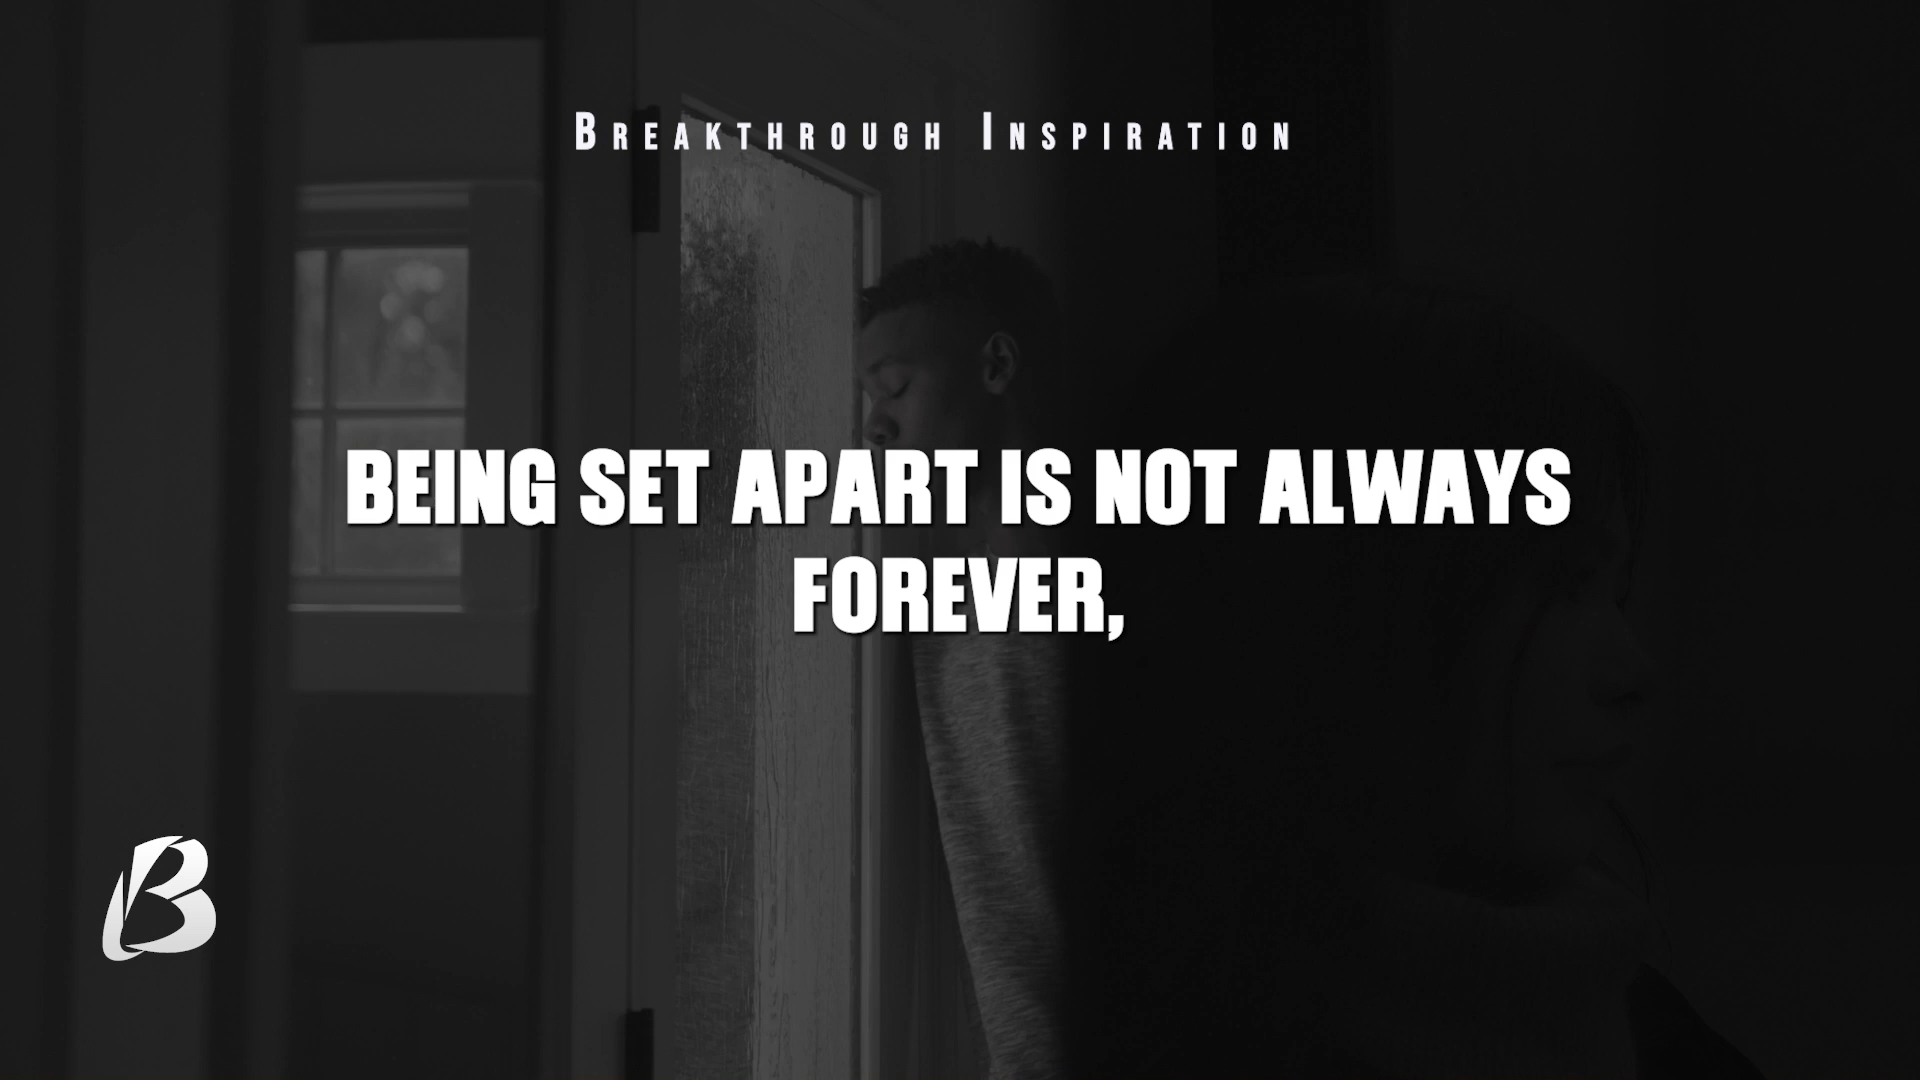 Breakthrough Inspiration
BEING SET APART IS NOT ALWAYS
FOREVER,
B